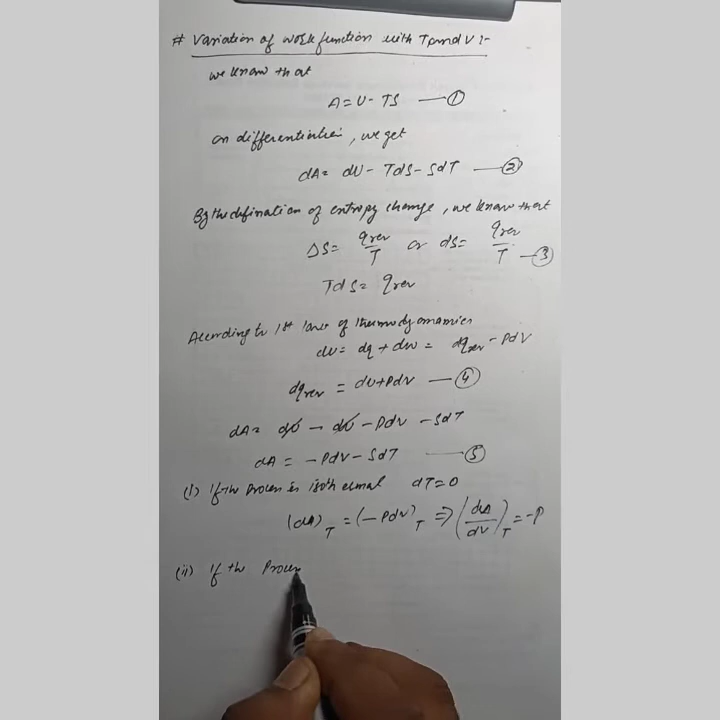 # Variation of work function with T and V :-
we know that
A = U - TS — ①
on differentiation, we get
dA = dU - TdS - SdT — ②
By the defination of entropy change, we know that
ΔS = qrev/T or dS = qrev/T — ③
TdS = qrev
According to 1st law of thermodynamics
dU = dq + dw = dqrev - PdV
dqrev = dU + PdV — ④
dA = dU - dU - PdV - SdT
dA = - PdV - SdT — ⑤
(i) If the Process is isothermal dT = 0
(dA)T = (- PdV)T ⇒ (dA/dV)T = -P
(ii) If the Proces